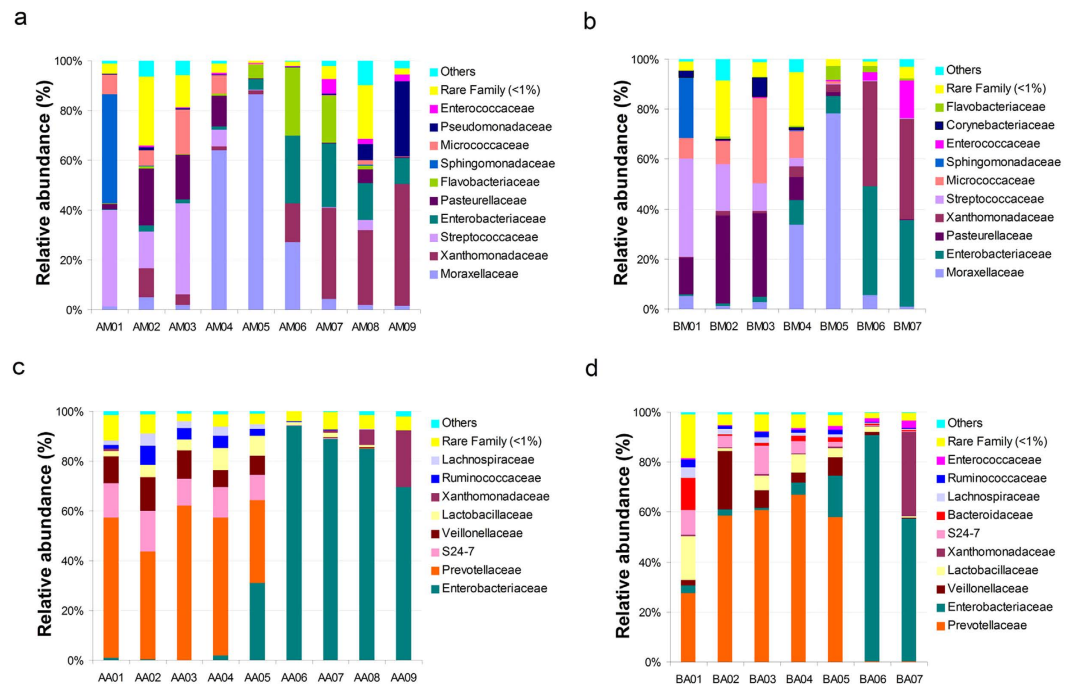 a
Relative abundance (%)
100%
80%
60%
40%
20%
0%
AM01 AM02 AM03 AM04 AM05 AM06 AM07 AM08 AM09
Others
Rare Family (<1%)
Enterococcaceae
Pseudomonadaceae
Micrococcaceae
Sphingomonadaceae
Flavobacteriaceae
Pasteurellaceae
Enterobacteriaceae
Streptococcaceae
Xanthomonadaceae
Moraxellaceae
b
Relative abundance (%)
100%
80%
60%
40%
20%
0%
BM01 BM02 BM03 BM04 BM05 BM06 BM07
Others
Rare Family (<1%)
Flavobacteriaceae
Corynebacteriaceae
Enterococcaceae
Sphingomonadaceae
Micrococcaceae
Streptococcaceae
Xanthomonadaceae
Pasteurellaceae
Enterobacteriaceae
Moraxellaceae
c
Relative abundance (%)
100%
80%
60%
40%
20%
0%
AA01 AA02 AA03 AA04 AA05 AA06 AA07 AA08 AA09
Others
Rare Family (<1%)
Lachnospiraceae
Ruminococcaceae
Xanthomonadaceae
Lactobacillaceae
Veillonellaceae
S24-7
Prevotellaceae
Enterobacteriaceae
d
Relative abundance (%)
100%
80%
60%
40%
20%
0%
BA01 BA02 BA03 BA04 BA05 BA06 BA07
Others
Rare Family (<1%)
Enterococcaceae
Ruminococcaceae
Lachnospiraceae
Bacteroidaceae
S24-7
Xanthomonadaceae
Lactobacillaceae
Veillonellaceae
Enterobacteriaceae
Prevotellaceae